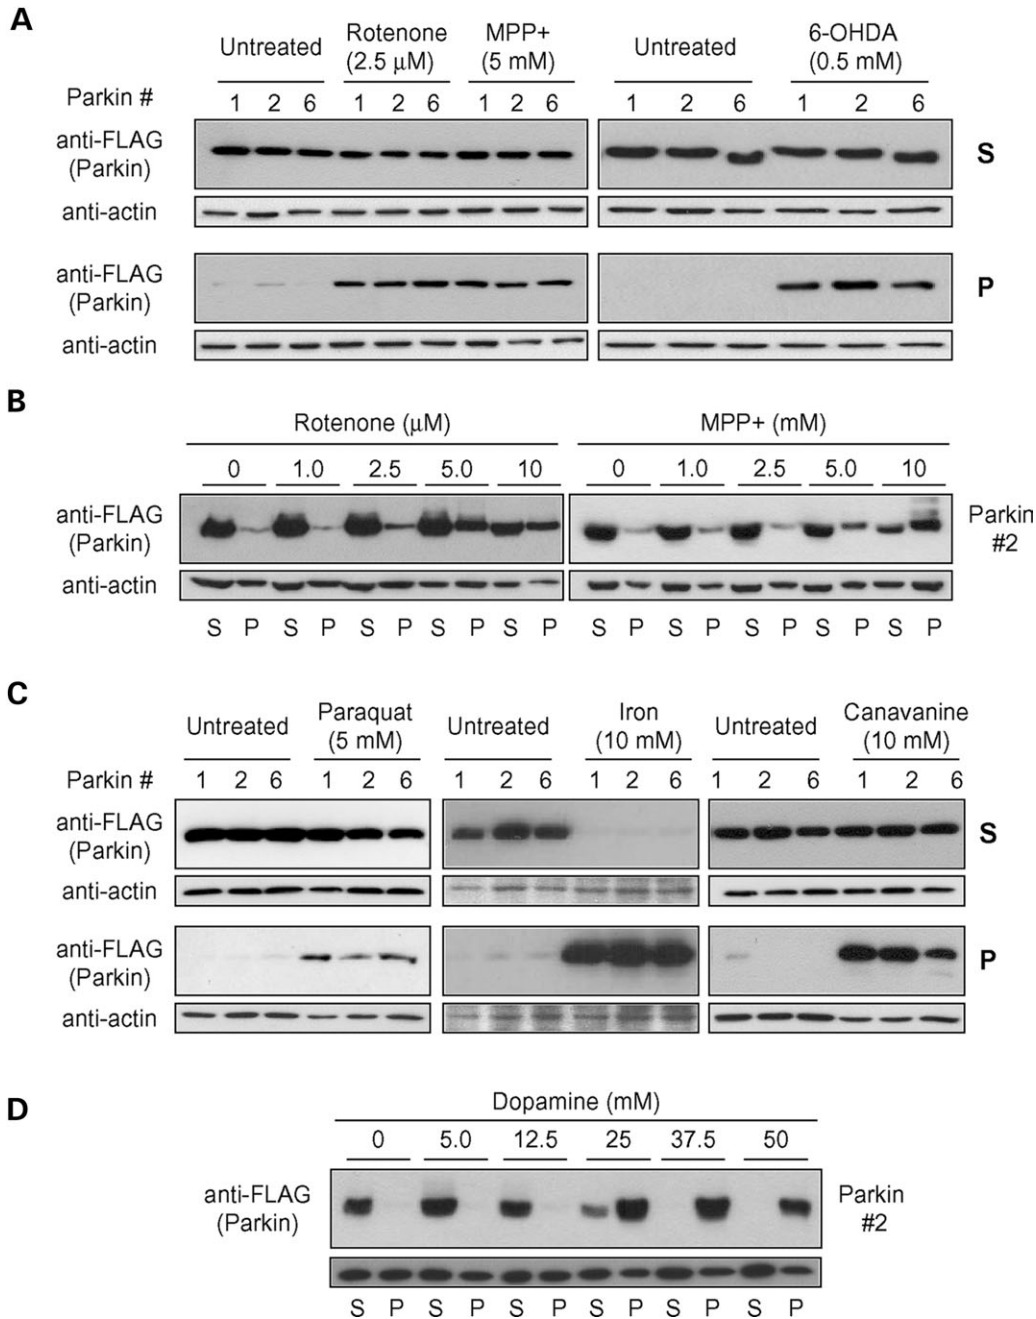 A
Untreated
Rotenone
(2.5 μM)
MPP+
(5 mM)
Untreated
6-OHDA
(0.5 mM)
Parkin # 1 2 6 1 2 6 1 2 6 1 2 6 1 2 6
anti-FLAG
(Parkin)
S
anti-actin
anti-FLAG
(Parkin)
P
anti-actin
B
Rotenone (μM) MPP+ (mM)
0 1.0 2.5 5.0 10 0 1.0 2.5 5.0 10
anti-FLAG
(Parkin)
Parkin
#2
anti-actin
S P S P S P S P S P S P S P S P S P S P
C
Untreated
Paraquat
(5 mM)
Untreated
Iron
(10 mM)
Untreated
Canavanine
(10 mM)
Parkin # 1 2 6 1 2 6 1 2 6 1 2 6 1 2 6 1 2 6
anti-FLAG
(Parkin)
S
anti-actin
anti-FLAG
(Parkin)
P
anti-actin
D
Dopamine (mM)
0 5.0 12.5 25 37.5 50
anti-FLAG
(Parkin)
Parkin
#2
S P S P S P S P S P S P